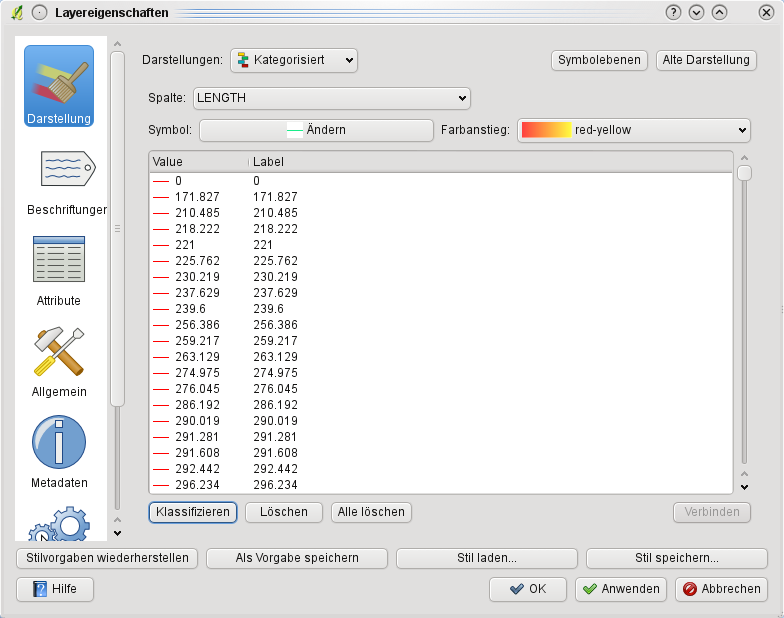 Layereigenschaften
Darstellung
Beschriftunger
Attribute
Allgemein
Metadaten
Darstellungen: Kategorisiert Symbolebenen Alte Darstellung
Spalte: LENGTH
Symbol: Ändern Farbanstieg: red-yellow
Value Label
0 0
171.827 171.827
210.485 210.485
218.222 218.222
221 221
225.762 225.762
230.219 230.219
237.629 237.629
239.6 239.6
256.386 256.386
259.217 259.217
263.129 263.129
274.975 274.975
276.045 276.045
286.192 286.192
290.019 290.019
291.281 291.281
291.608 291.608
292.442 292.442
296.234 296.234
Klassifizieren Löschen Alle löschen Verbinden
Stilvorgaben wiederherstellen Als Vorgabe speichern Stil laden... Stil speichern...
Hilfe OK Anwenden Abbrechen